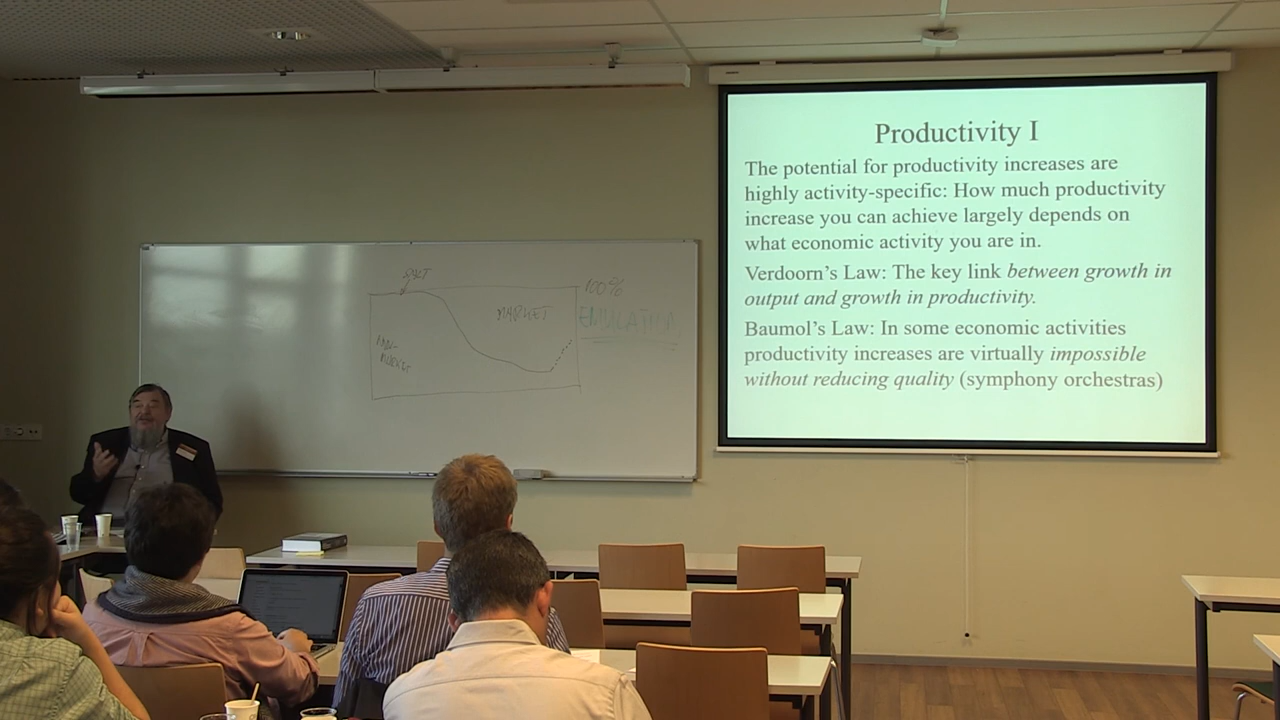 Productivity I
The potential for productivity increases are
highly activity-specific: How much productivity
increase you can achieve largely depends on
what economic activity you are in.
Verdoorn's Law: The key link between growth in
output and growth in productivity.
Baumol's Law: In some economic activities
productivity increases are virtually impossible
without reducing quality (symphony orchestras)
100%
MARKET
EMULATION